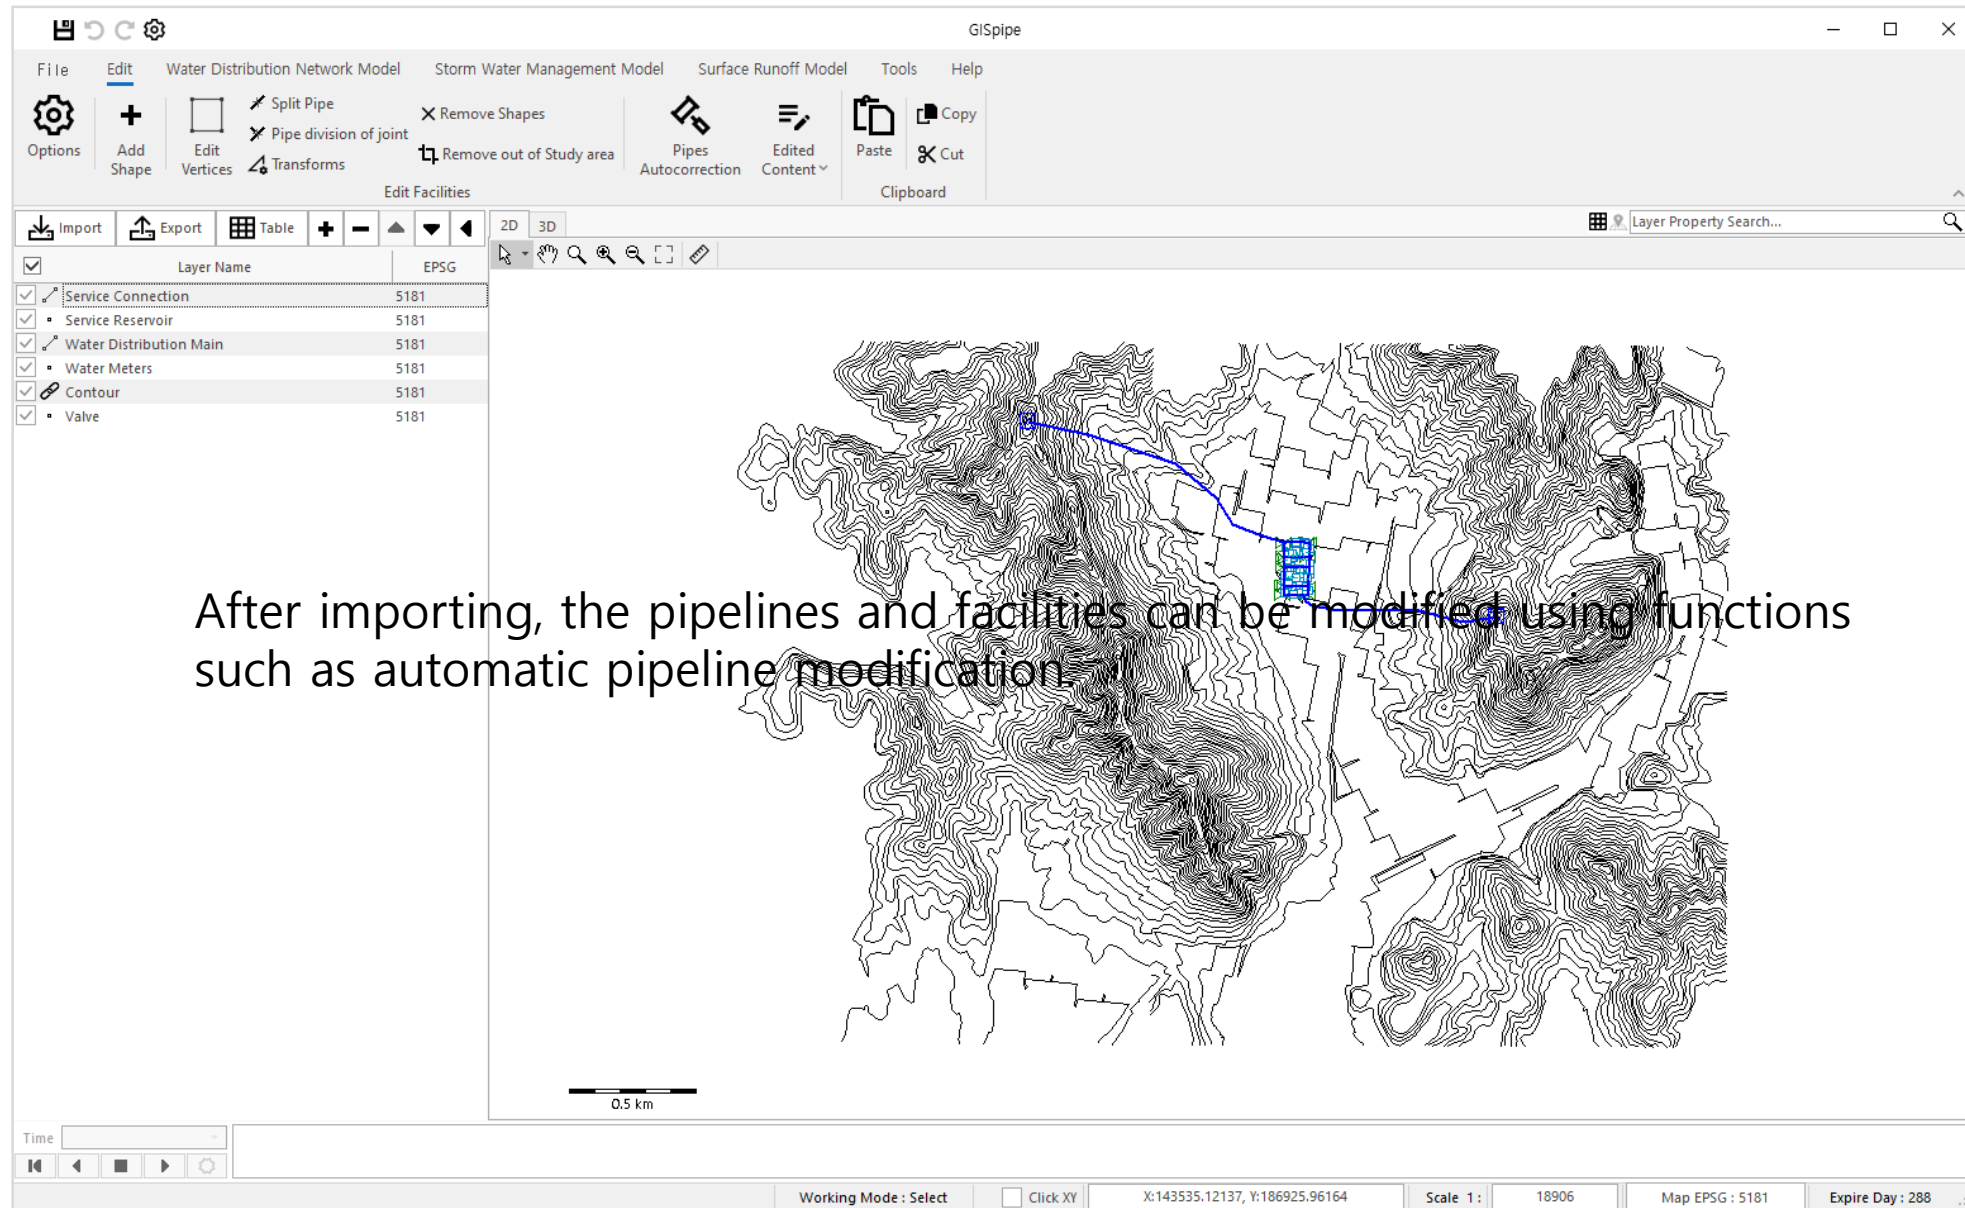 GISpipe
File Edit Water Distribution Network Model Storm Water Management Model Surface Runoff Model Tools Help
Options
Add Shape
Edit Vertices
Split Pipe
Pipe division of joint
Transforms
Remove Shapes
Remove out of Study area
Edit Facilities
Pipes Autocorrection
Edited Content
Paste
Copy
Cut
Clipboard
Import Export Table
2D 3D
Layer Property Search...
Layer Name EPSG
Service Connection 5181
Service Reservoir 5181
Water Distribution Main 5181
Water Meters 5181
Contour 5181
Valve 5181
After importing, the pipelines and facilities can be modified using functions
such as automatic pipeline modification.
0.5 km
Time
Working Mode : Select Click XY X:143535.12137, Y:186925.96164 Scale 1 : 18906 Map EPSG : 5181 Expire Day : 288